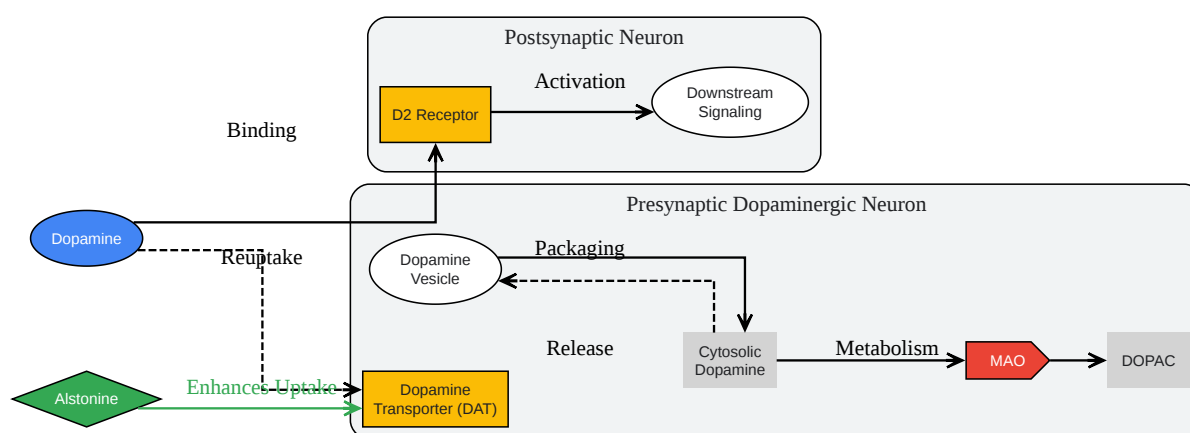 Postsynaptic Neuron
Activation
D2 Receptor
Downstream
Signaling
Binding
Presynaptic Dopaminergic Neuron
Dopamine
Reuptake
Packaging
Dopamine
Vesicle
Release
Cytosolic
Dopamine
Metabolism
MAO
DOPAC
Alstonine
Enhances Uptake
Dopamine
Transporter (DAT)